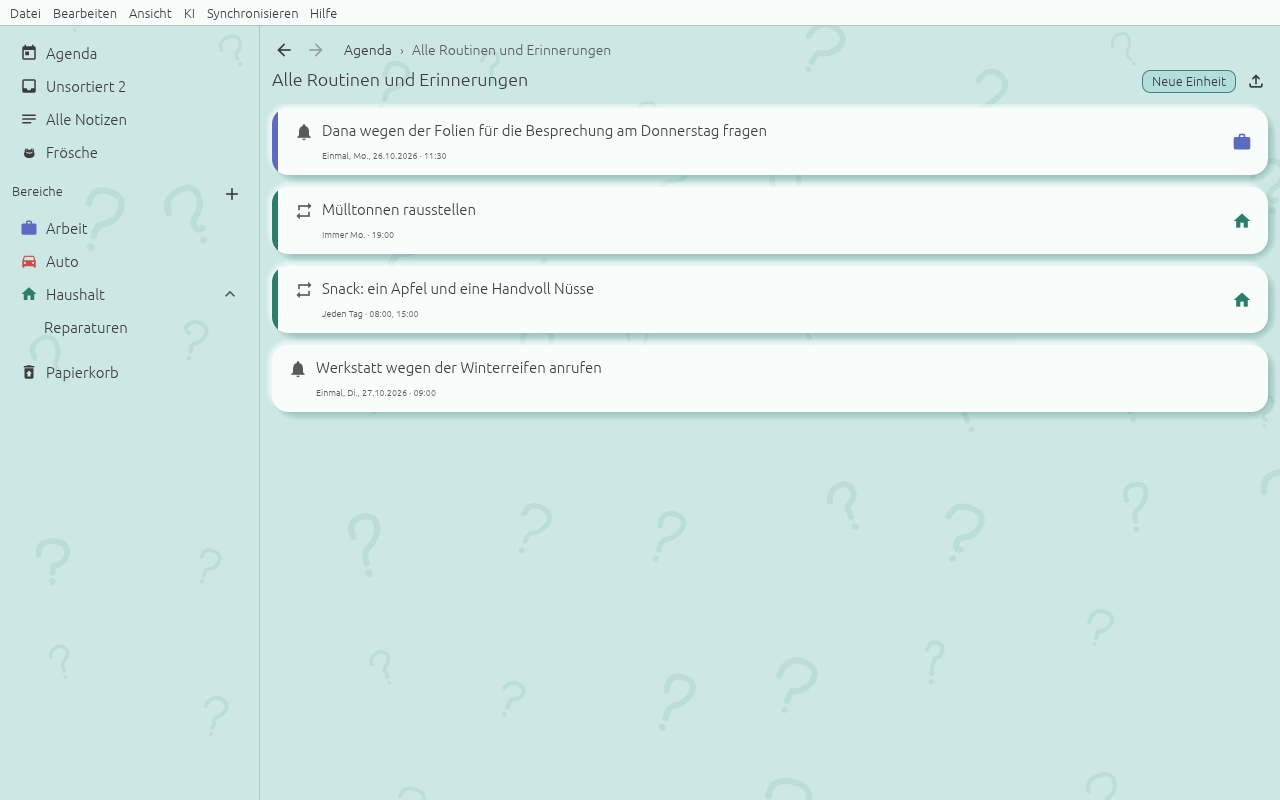 Datei Bearbeiten Ansicht KI Synchronisieren Hilfe
Agenda
Unsortiert 2
Alle Notizen
Frösche
Bereiche
Arbeit
Auto
Haushalt
Reparaturen
Papierkorb
Agenda › Alle Routinen und Erinnerungen
Alle Routinen und Erinnerungen
Neue Einheit
Dana wegen der Folien für die Besprechung am Donnerstag fragen
Einmal, Mo., 26.10.2026 · 11:30
Mülltonnen rausstellen
Immer Mo. · 19:00
Snack: ein Apfel und eine Handvoll Nüsse
Jeden Tag · 08:00, 15:00
Werkstatt wegen der Winterreifen anrufen
Einmal, Di., 27.10.2026 · 09:00